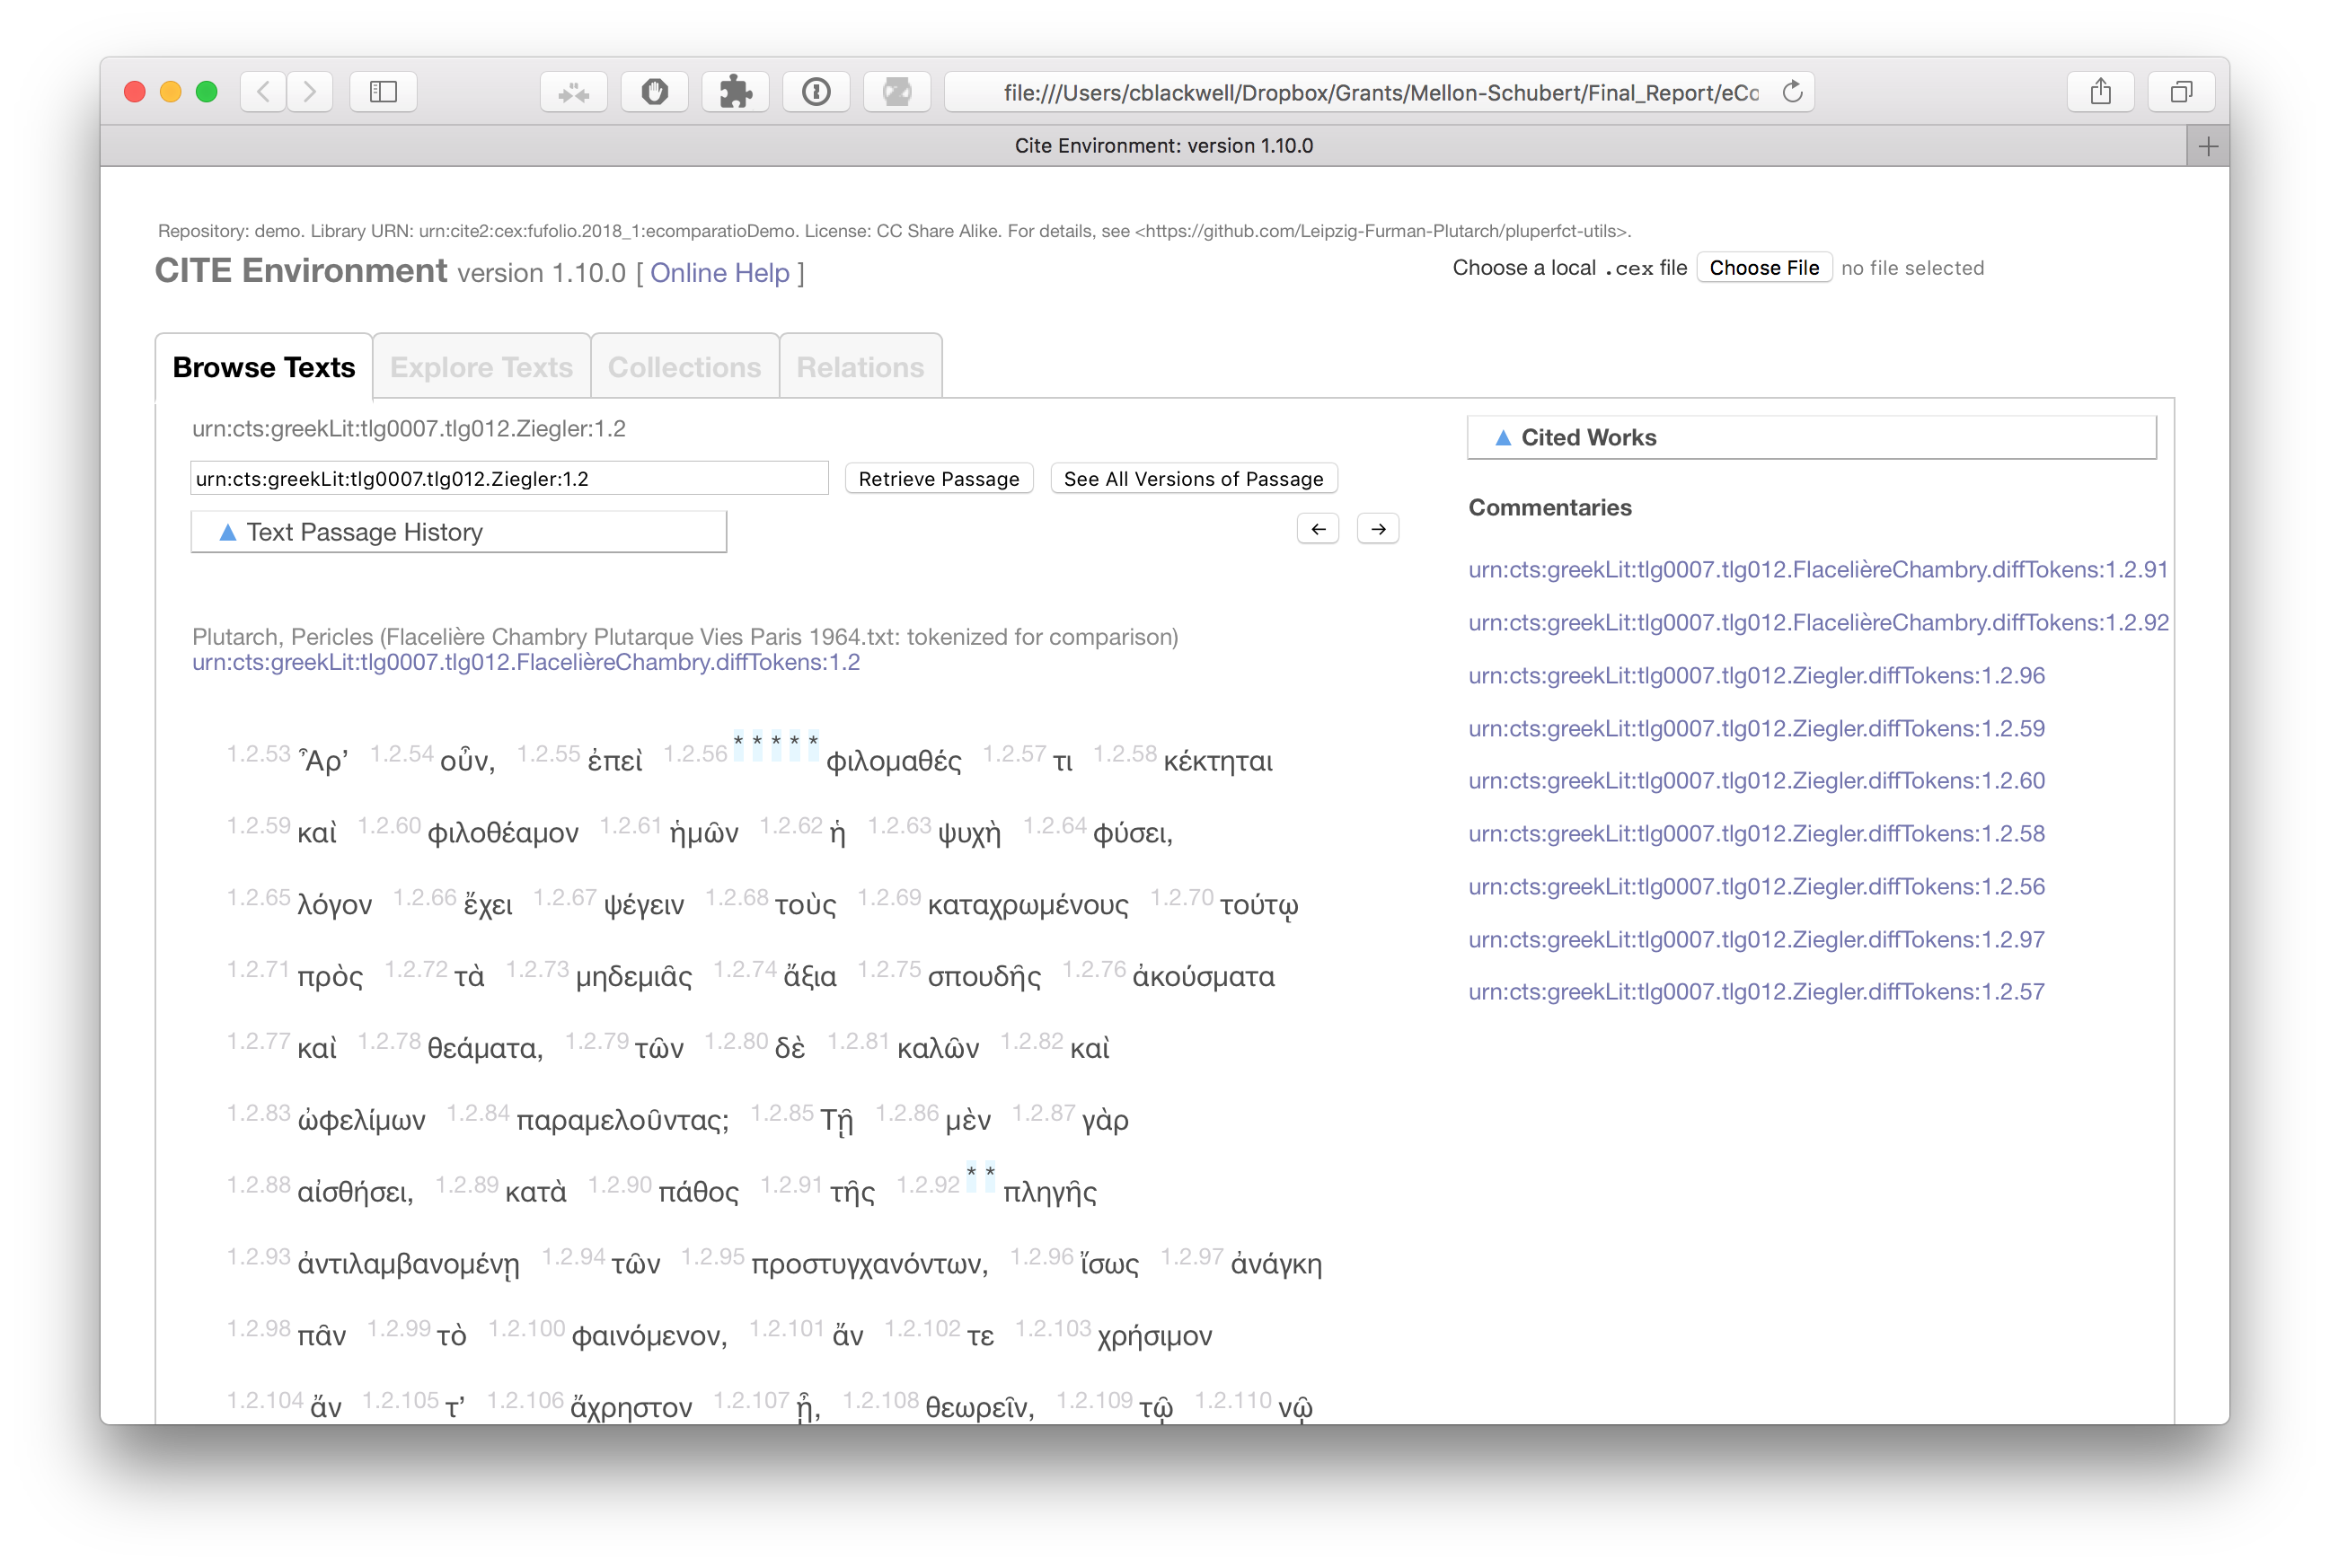 file:///Users/cblackwell/Dropbox/Grants/Mellon-Schubert/Final_Report/eCo
Cite Environment: version 1.10.0
Repository: demo. Library URN: urn:cite2:cex:fufolio.2018_1:ecomparatioDemo. License: CC Share Alike. For details, see <https://github.com/Leipzig-Furman-Plutarch/pluperfct-utils>.
CITE Environment version 1.10.0 [ Online Help ]
Choose a local .cex file Choose File no file selected
Browse Texts Explore Texts Collections Relations
urn:cts:greekLit:tlg0007.tlg012.Ziegler:1.2
urn:cts:greekLit:tlg0007.tlg012.Ziegler:1.2 Retrieve Passage See All Versions of Passage
▲ Text Passage History ← →
Plutarch, Pericles (Flacelière Chambry Plutarque Vies Paris 1964.txt: tokenized for comparison)
urn:cts:greekLit:tlg0007.tlg012.FlacelièreChambry.diffTokens:1.2
1.2.53 Ἆρ’ 1.2.54 οὖν, 1.2.55 ἐπεὶ 1.2.56 * * * * * φιλομαθές 1.2.57 τι 1.2.58 κέκτηται
1.2.59 καὶ 1.2.60 φιλοθέαμον 1.2.61 ἡμῶν 1.2.62 ἡ 1.2.63 ψυχὴ 1.2.64 φύσει,
1.2.65 λόγον 1.2.66 ἔχει 1.2.67 ψέγειν 1.2.68 τοὺς 1.2.69 καταχρωμένους 1.2.70 τούτῳ
1.2.71 πρὸς 1.2.72 τὰ 1.2.73 μηδεμιᾶς 1.2.74 ἄξια 1.2.75 σπουδῆς 1.2.76 ἀκούσματα
1.2.77 καὶ 1.2.78 θεάματα, 1.2.79 τῶν 1.2.80 δὲ 1.2.81 καλῶν 1.2.82 καὶ
1.2.83 ὠφελίμων 1.2.84 παραμελοῦντας; 1.2.85 Τῇ 1.2.86 μὲν 1.2.87 γὰρ
1.2.88 αἰσθήσει, 1.2.89 κατὰ 1.2.90 πάθος 1.2.91 τῆς 1.2.92 * * πληγῆς
1.2.93 ἀντιλαμβανομένῃ 1.2.94 τῶν 1.2.95 προστυγχανόντων, 1.2.96 ἴσως 1.2.97 ἀνάγκη
1.2.98 πᾶν 1.2.99 τὸ 1.2.100 φαινόμενον, 1.2.101 ἄν 1.2.102 τε 1.2.103 χρήσιμον
1.2.104 ἄν 1.2.105 τ’ 1.2.106 ἄχρηστον 1.2.107 ᾖ, 1.2.108 θεωρεῖν, 1.2.109 τῷ 1.2.110 νῷ
▲ Cited Works
Commentaries
urn:cts:greekLit:tlg0007.tlg012.FlacelièreChambry.diffTokens:1.2.91
urn:cts:greekLit:tlg0007.tlg012.FlacelièreChambry.diffTokens:1.2.92
urn:cts:greekLit:tlg0007.tlg012.Ziegler.diffTokens:1.2.96
urn:cts:greekLit:tlg0007.tlg012.Ziegler.diffTokens:1.2.59
urn:cts:greekLit:tlg0007.tlg012.Ziegler.diffTokens:1.2.60
urn:cts:greekLit:tlg0007.tlg012.Ziegler.diffTokens:1.2.58
urn:cts:greekLit:tlg0007.tlg012.Ziegler.diffTokens:1.2.56
urn:cts:greekLit:tlg0007.tlg012.Ziegler.diffTokens:1.2.97
urn:cts:greekLit:tlg0007.tlg012.Ziegler.diffTokens:1.2.57